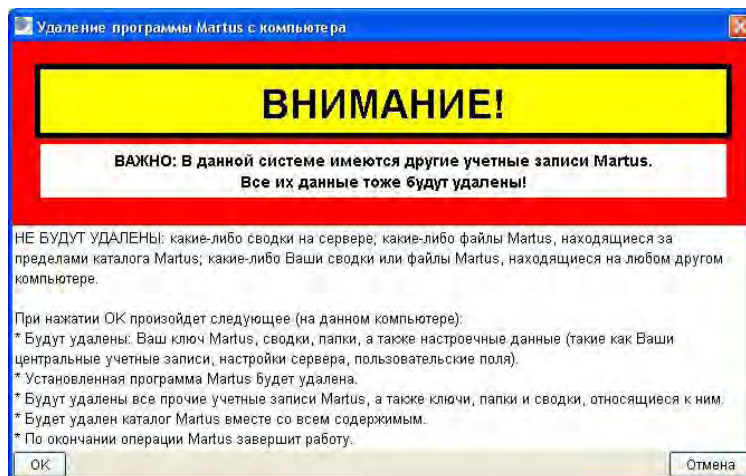 Удаление программы Martus с компьютера
ВНИМАНИЕ!
ВАЖНО: В данной системе имеются другие учетные записи Martus.
Все их данные тоже будут удалены!
НЕ БУДУТ УДАЛЕНЫ: какие-либо сводки на сервере; какие-либо файлы Martus, находящиеся за
пределами каталога Martus; какие-либо Ваши сводки или файлы Martus, находящиеся на любом другом
компьютере.
При нажатии OK произойдет следующее (на данном компьютере):
* Будут удалены: Ваш ключ Martus, сводки, папки, а также настроечные данные (такие как Ваши
центральные учетные записи, настройки сервера, пользовательские поля).
* Установленная программа Martus будет удалена.
* Будут удалены все прочие учетные записи Martus, а также ключи, папки и сводки, относящиеся к ним.
* Будет удален каталог Martus вместе со всем содержимым.
* По окончании операции Martus завершит работу.
OK Отмена